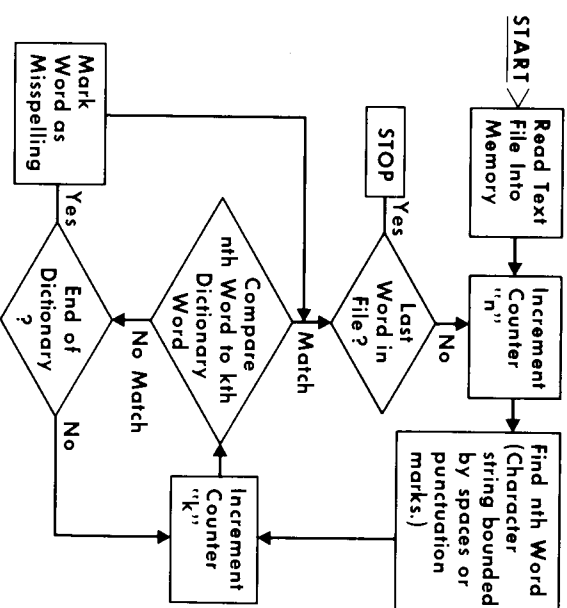 START
Read Text
File Into
Memory
Increment
Counter
"n"
Find nth Word
(Character
string bounded
by spaces or
punctuation
marks.)
Increment
Counter
"k"
Compare
nth Word to kth
Dictionary
Word
Match
No Match
Last
Word in
File?
No
Yes
STOP
End of
Dictionary
?
No
Yes
Mark
Word as
Misspelling